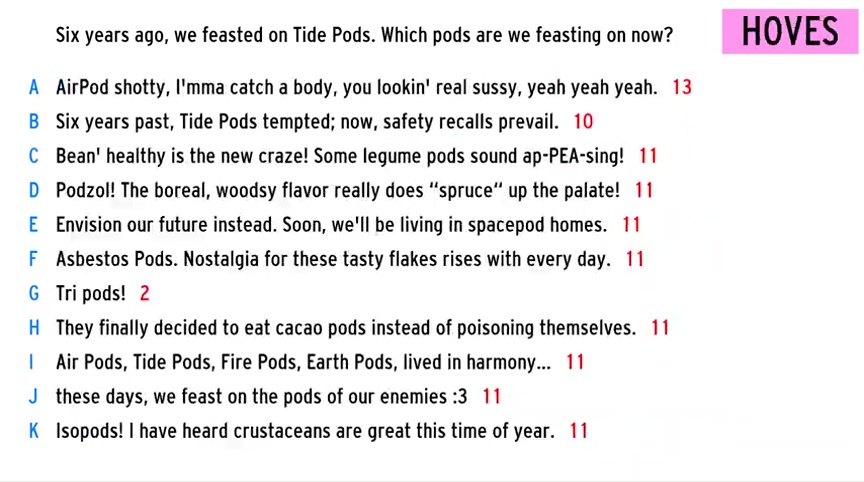 Six years ago, we feasted on Tide Pods. Which pods are we feasting on now?
HOVES
A AirPod shotty, I'mma catch a body, you lookin' real sussy, yeah yeah yeah. 13
B Six years past, Tide Pods tempted; now, safety recalls prevail. 10
C Bean' healthy is the new craze! Some legume pods sound ap-PEA-sing! 11
D Podzol! The boreal, woodsy flavor really does “spruce“ up the palate! 11
E Envision our future instead. Soon, we'll be living in spacepod homes. 11
F Asbestos Pods. Nostalgia for these tasty flakes rises with every day. 11
G Tri pods! 2
H They finally decided to eat cacao pods instead of poisoning themselves. 11
I Air Pods, Tide Pods, Fire Pods, Earth Pods, lived in harmony... 11
J these days, we feast on the pods of our enemies :3 11
K Isopods! I have heard crustaceans are great this time of year. 11